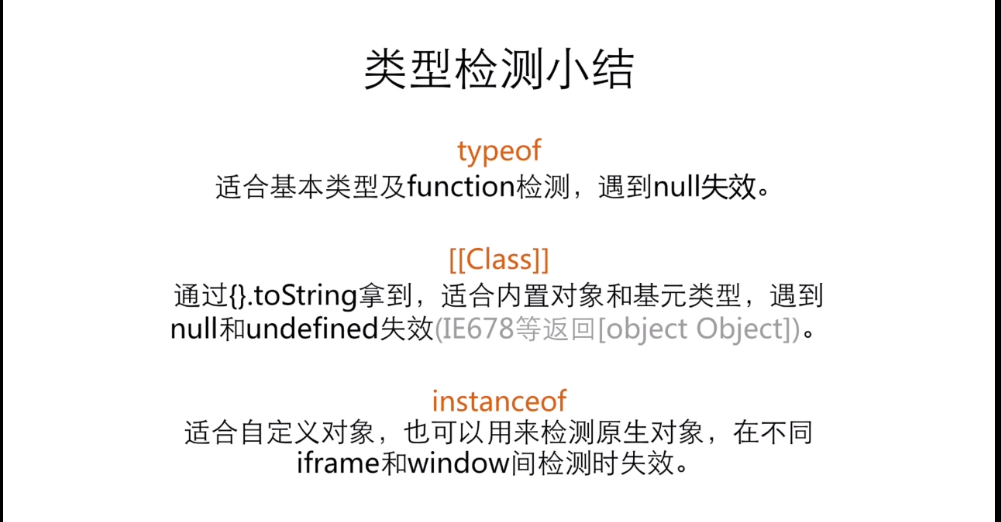 类型检测小结
typeof
适合基本类型及function检测，遇到null失效。
[[Class]]
通过{}.toString拿到，适合内置对象和基元类型，遇到
null和undefined失效(IE678等返回[object Object])。
instanceof
适合自定义对象，也可以用来检测原生对象，在不同
iframe和window间检测时失效。